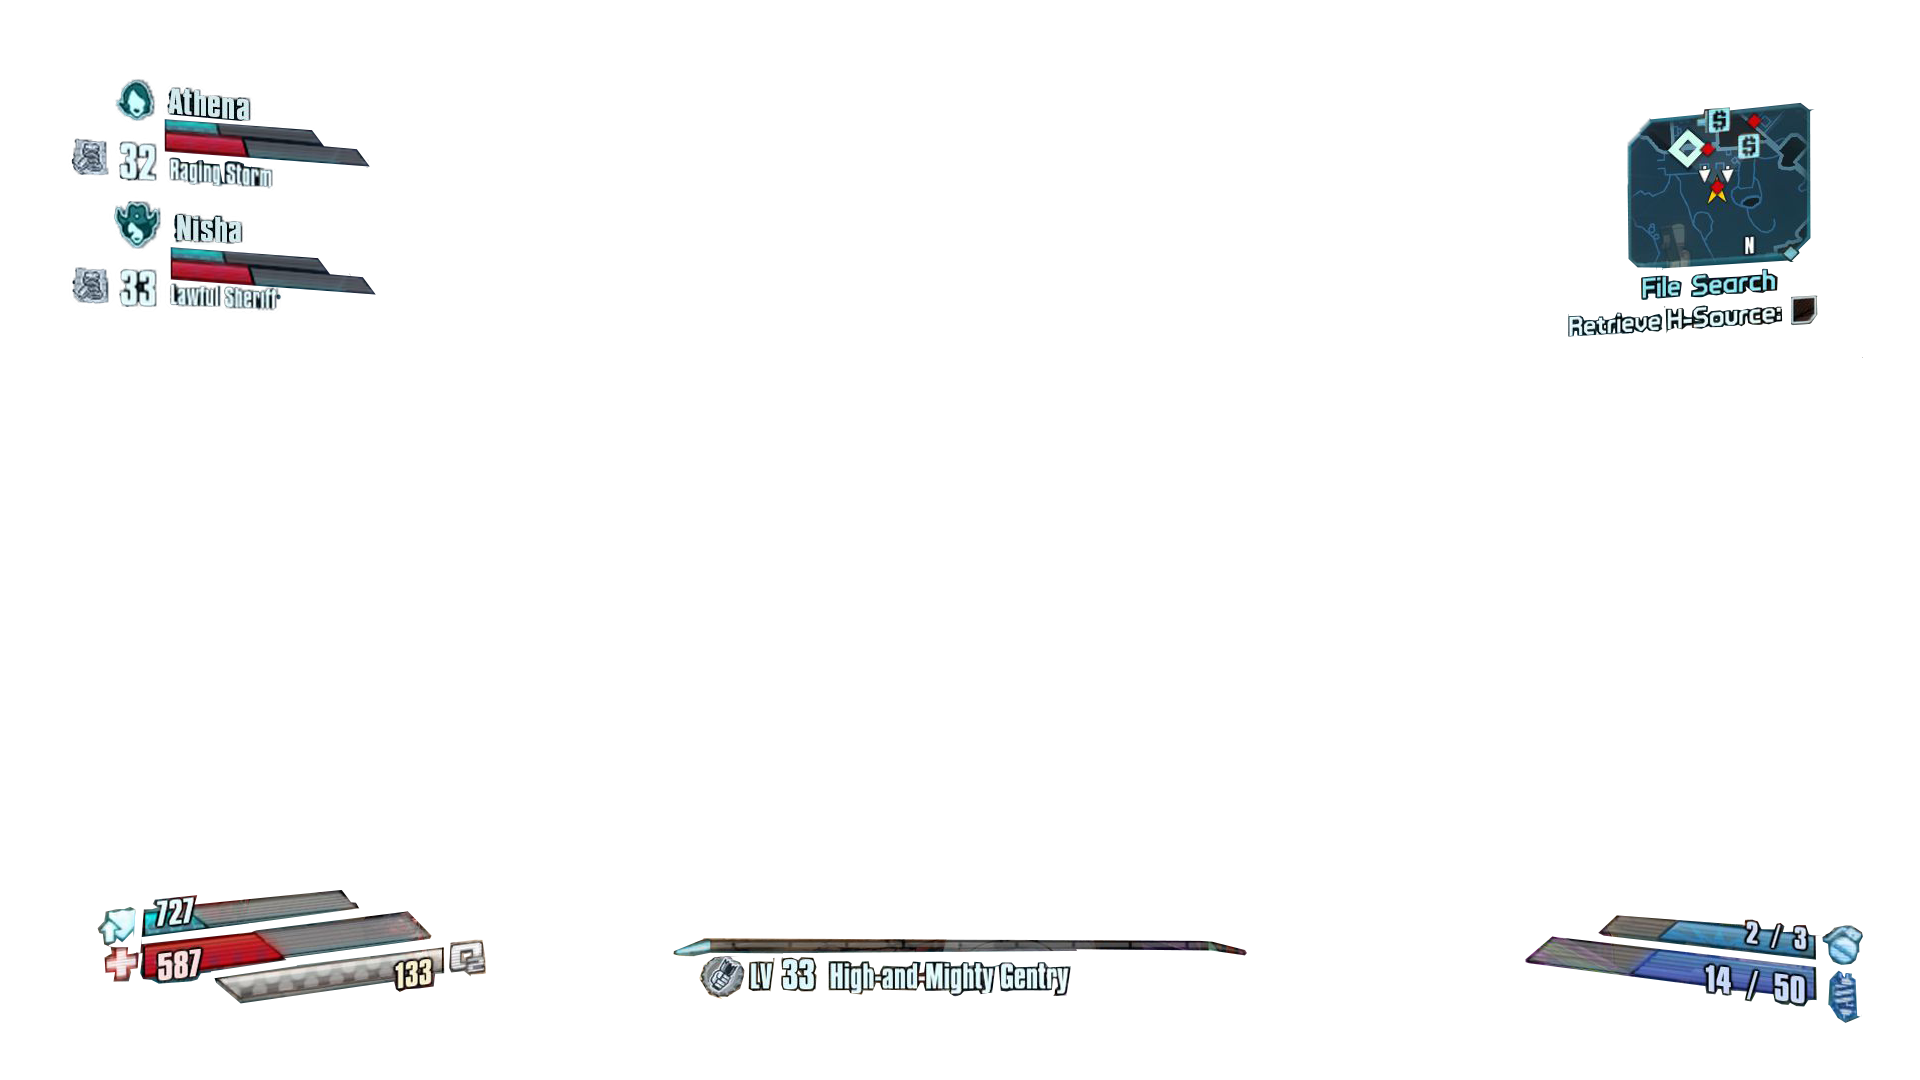 Athena
32
Raging Storm
Nisha
33
Lawful Sheriff
$
$
N
File Search
Retrieve H-Source:
727
587
133
O2
LV 33 High-and-Mighty Gentry
2 / 3
14 / 50